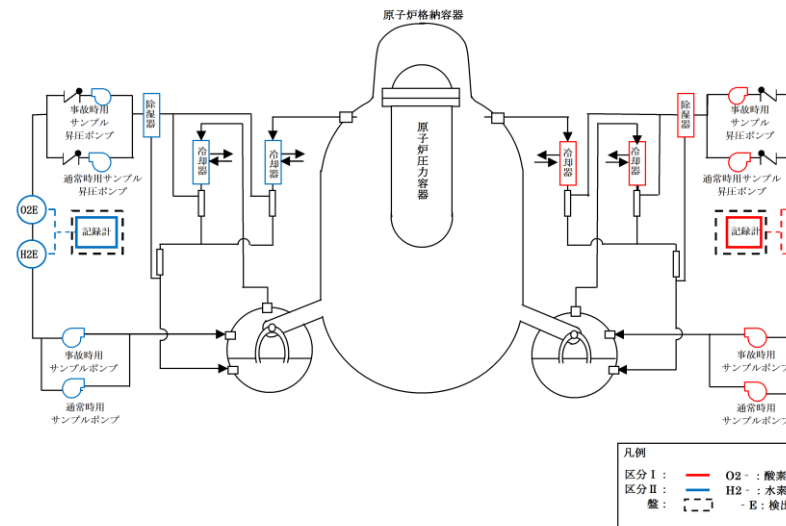 原子炉格納容器
原子炉圧力容器
事故時用
サンプル
昇圧ポンプ
除湿器
冷却器
冷却器
通常時用サンプル
昇圧ポンプ
O2E
H2E
記録計
事故時用
サンプルポンプ
通常時用
サンプルポンプ
冷却器
冷却器
除湿器
事故時用
サンプル
昇圧ポンプ
通常時用サンプル
昇圧ポンプ
記録計
事故時用
サンプルポンプ
通常時用
サンプルポンプ
凡例
区分Ⅰ: O2 - : 酸素
区分Ⅱ: H2 - : 水素
盤: - E : 検出